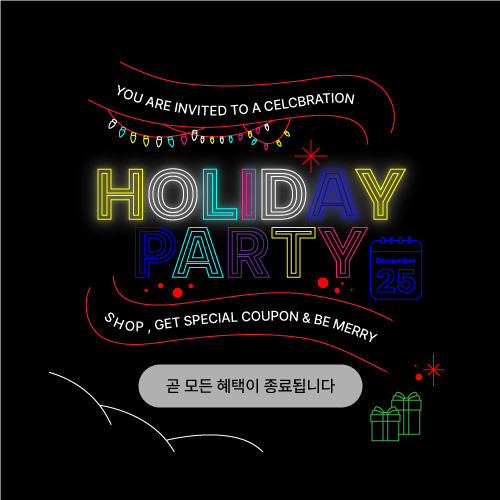 YOU ARE INVITED TO A CELCBRATION
HOLIDAY
PARTY
December
25
SHOP , GET SPECIAL COUPON & BE MERRY
곧 모든 혜택이 종료됩니다